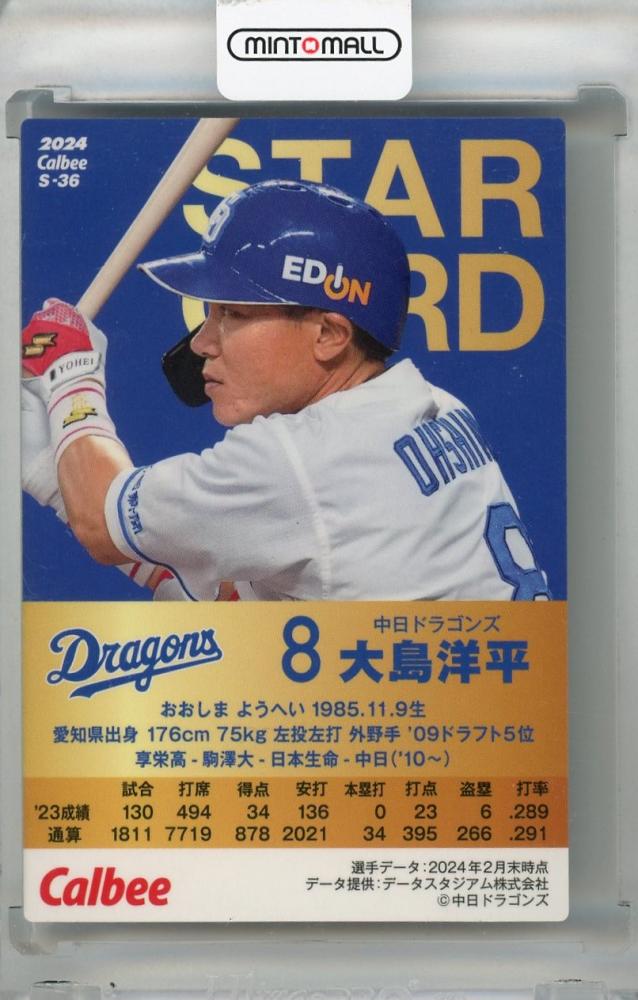 MINTOMALL
2024
Calbee
S-36
STAR
CARD
EDION
YOHEI
OHSHIMA
8
Dragons
8 中日ドラゴンズ
大島洋平
おおしま ようへい 1985.11.9生
愛知県出身 176cm 75kg 左投左打 外野手 '09ドラフト5位
享栄高 - 駒澤大 - 日本生命 - 中日('10～)
試合 打席 得点 安打 本塁打 打点 盗塁 打率
'23成績 130 494 34 136 0 23 6 .289
通算 1811 7719 878 2021 34 395 266 .291
Calbee
選手データ:2024年2月末時点
データ提供:データスタジアム株式会社
©中日ドラゴンズ